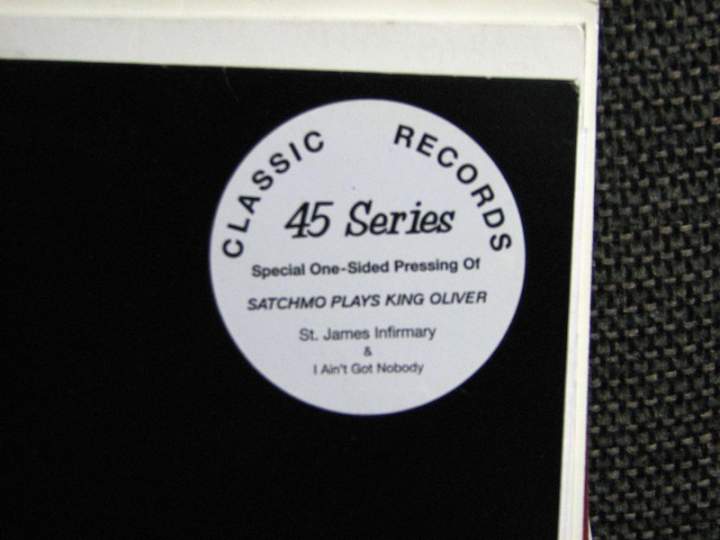 CLASSIC RECORDS
45 Series
Special One-Sided Pressing Of
SATCHMO PLAYS KING OLIVER
St. James Infirmary
&
I Ain't Got Nobody